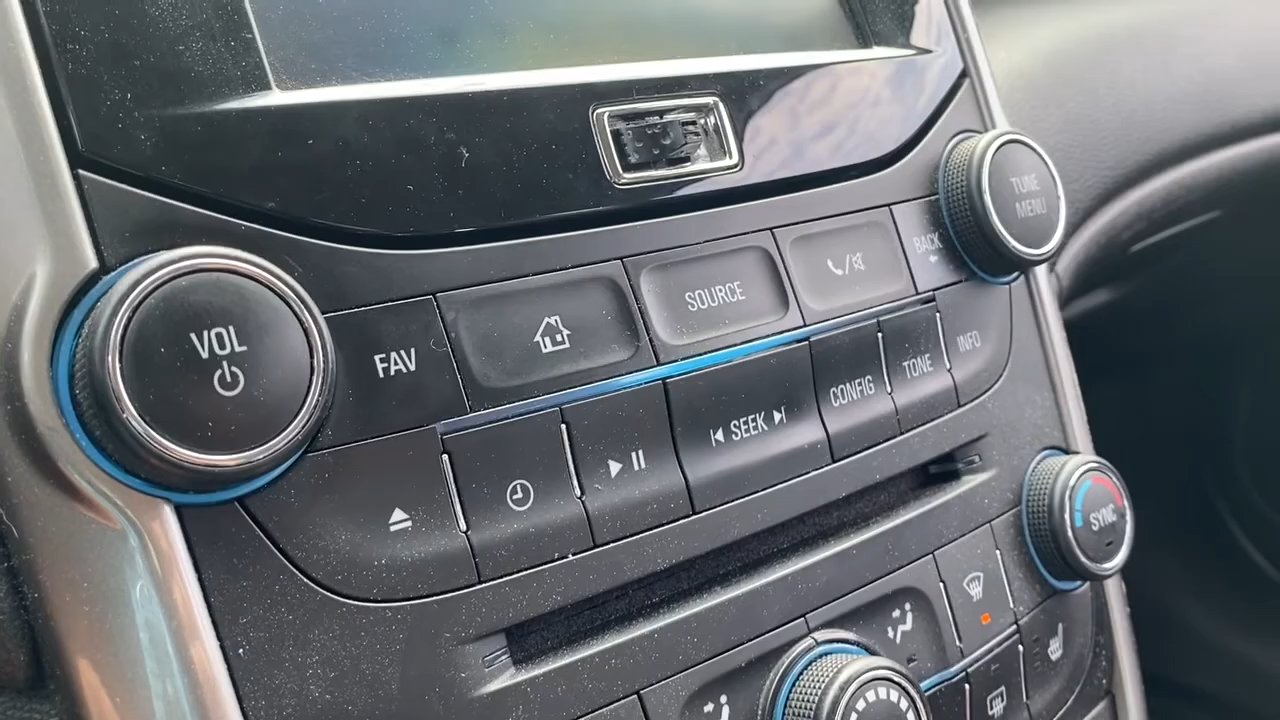 TUNE
MENU
VOL
FAV
SOURCE
BACK
SEEK
CONFIG
TONE
INFO
SYNC